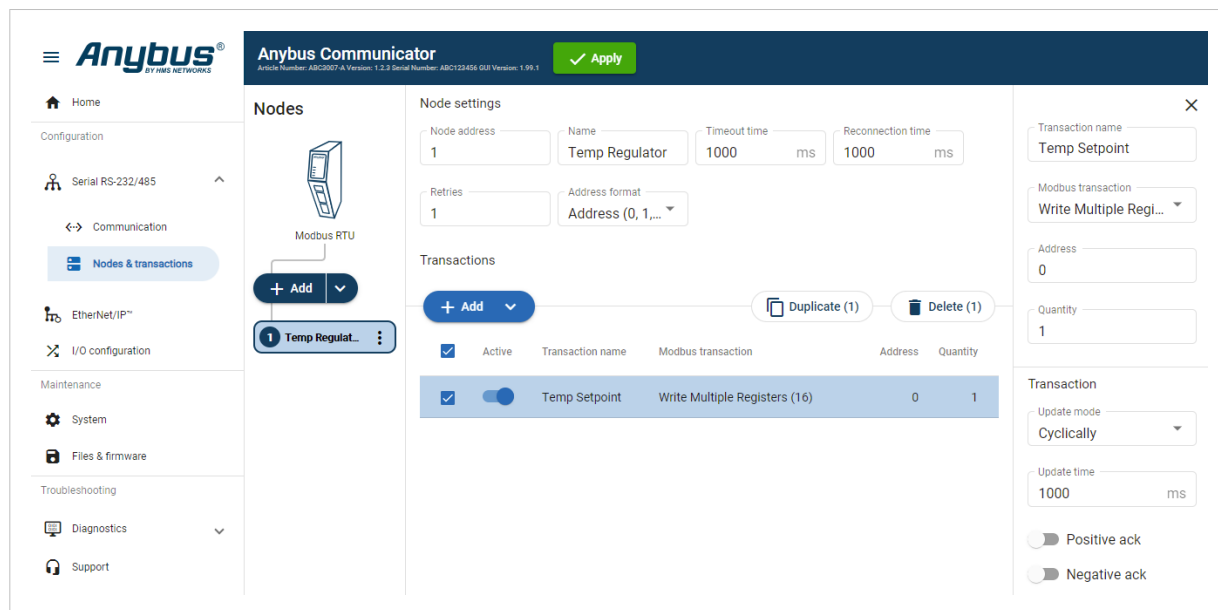 Anybus®
BY HMS NETWORKS
Anybus Communicator
Article Number: ABC3007-A Version: 1.2.3 Serial Number: ABC123456 GUI Version: 1.99.1
Apply
Home
Configuration
Serial RS-232/485
Communication
Nodes & transactions
EtherNet/IP™
I/O configuration
Maintenance
System
Files & firmware
Troubleshooting
Diagnostics
Support
Nodes
Modbus RTU
+ Add
1 Temp Regulat...
Node settings
Node address
1
Name
Temp Regulator
Timeout time
1000 ms
Reconnection time
1000 ms
Retries
1
Address format
Address (0, 1,...
Transactions
+ Add
Duplicate (1)
Delete (1)
Active Transaction name Modbus transaction Address Quantity
Temp Setpoint Write Multiple Registers (16) 0 1
Transaction name
Temp Setpoint
Modbus transaction
Write Multiple Regi...
Address
0
Quantity
1
Transaction
Update mode
Cyclically
Update time
1000 ms
Positive ack
Negative ack